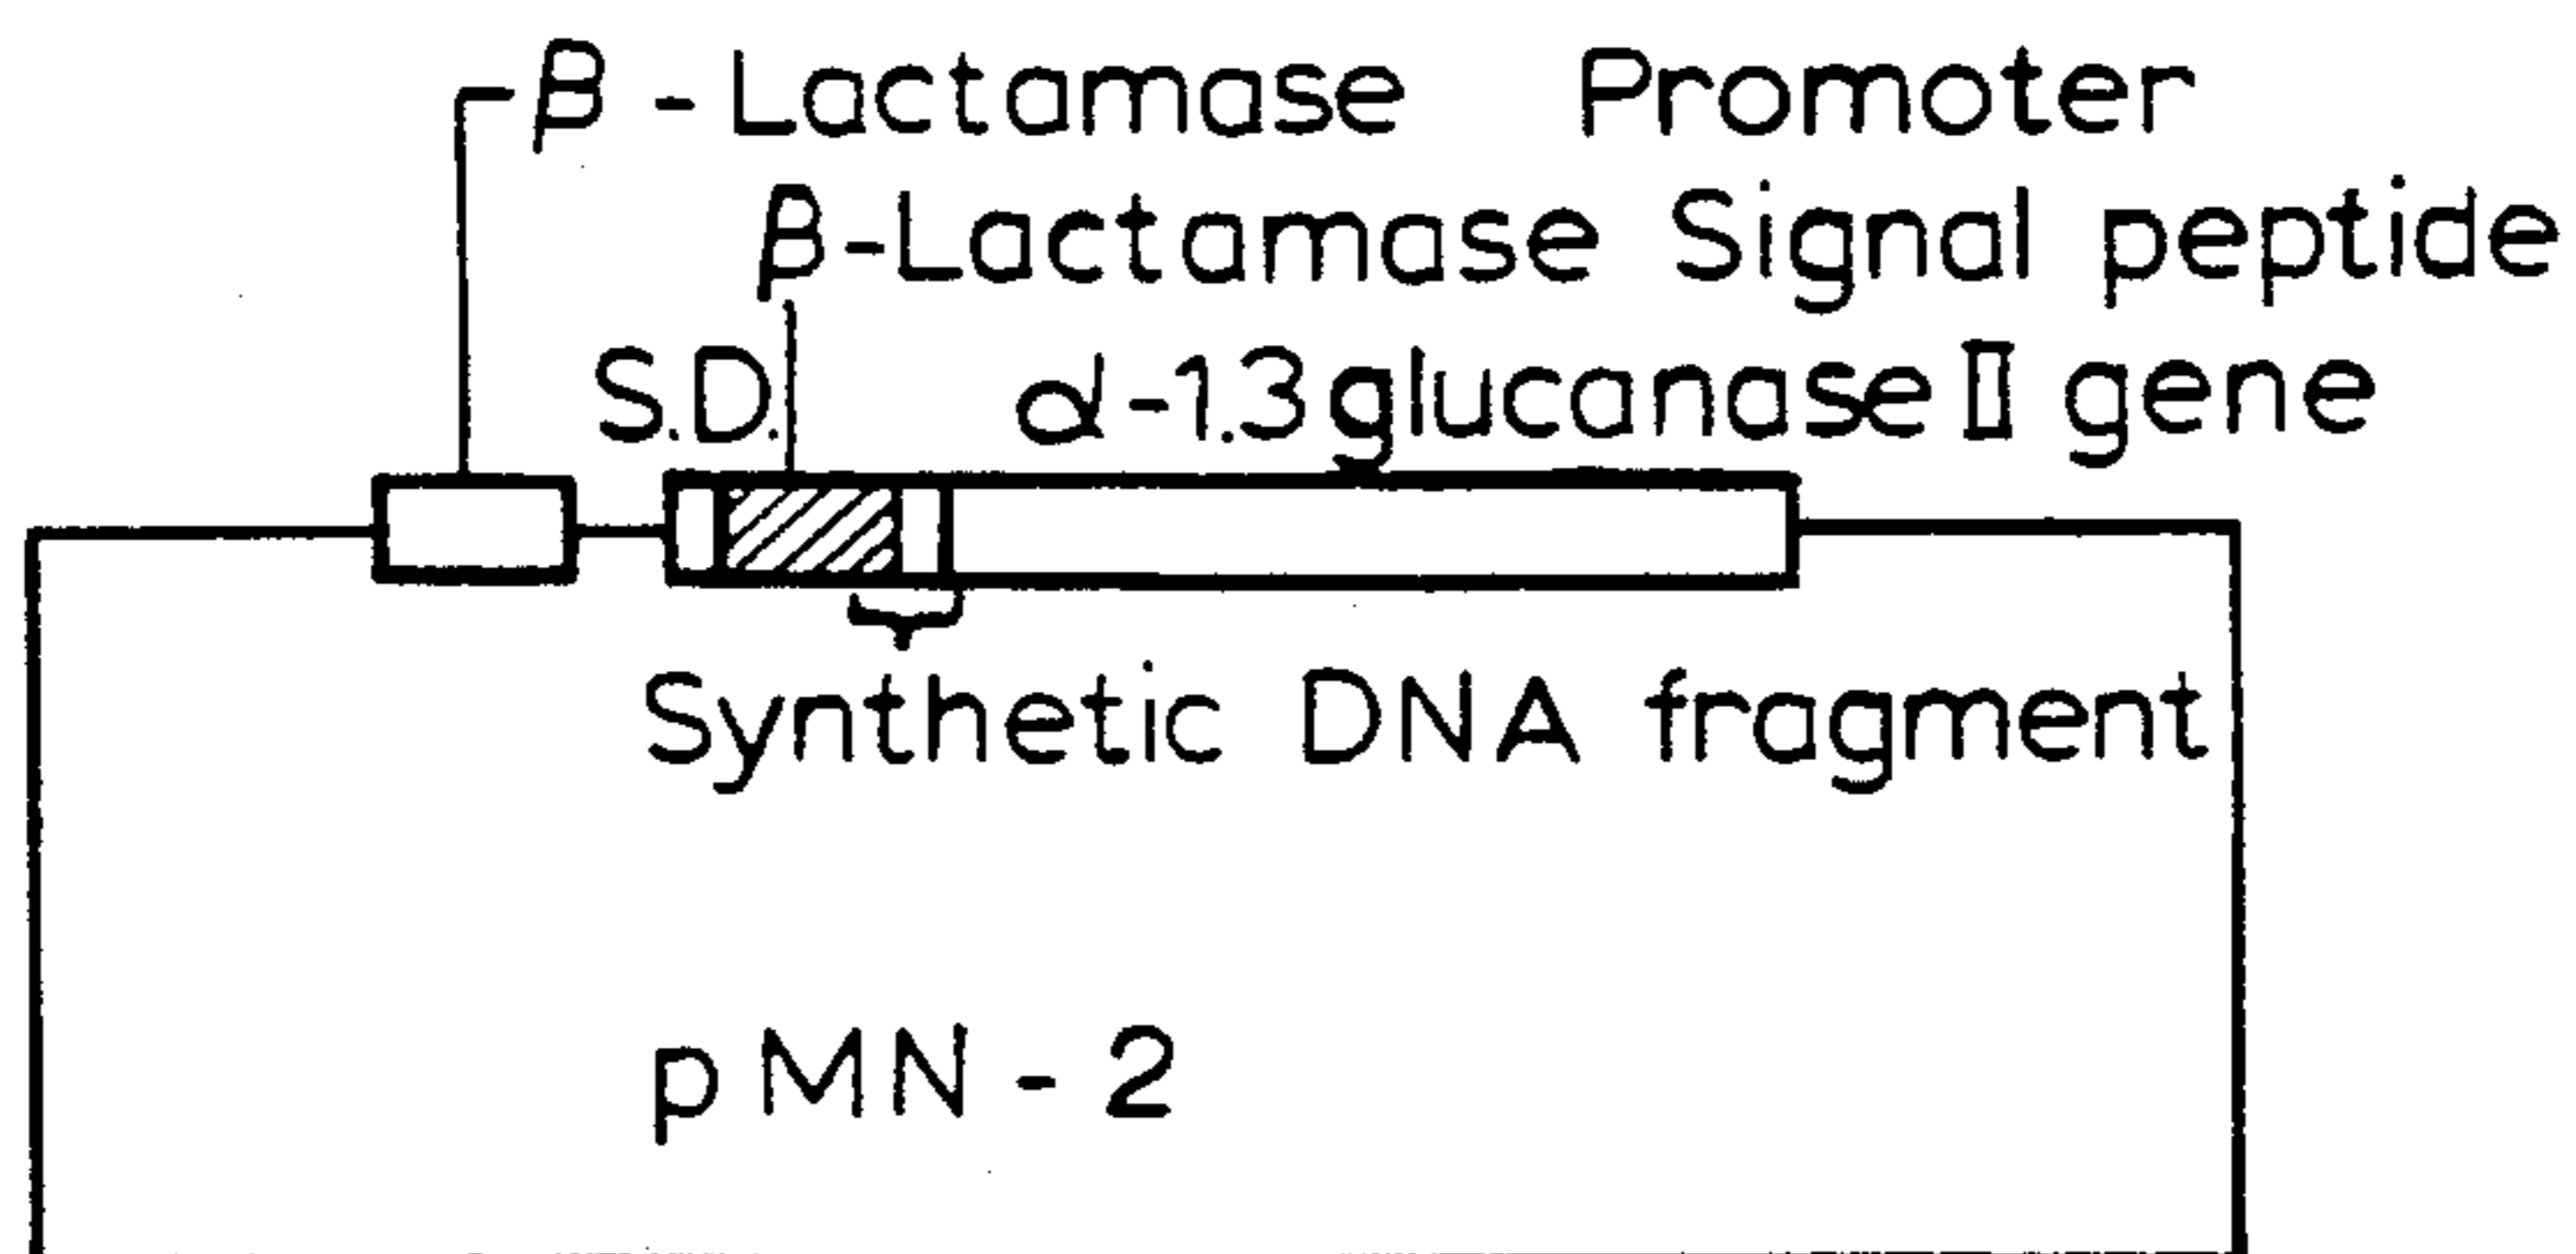 β-Lactamase Promoter
β-Lactamase Signal peptide
S.D. α-1.3 glucanase II gene
Synthetic DNA fragment
pMN-2